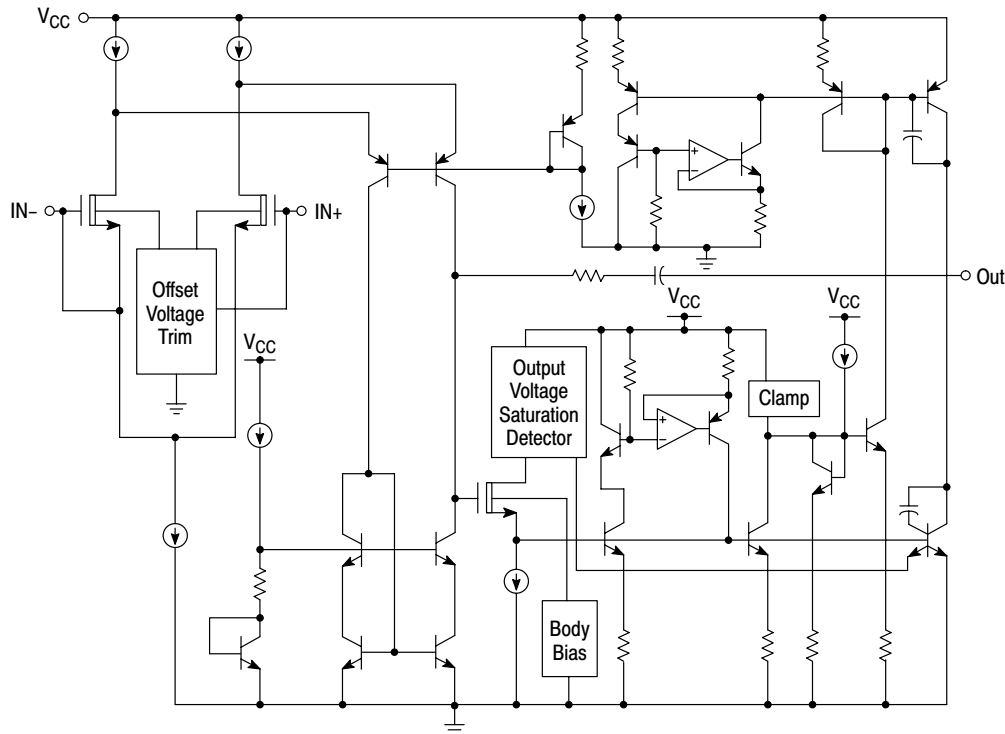 VCC
IN−
IN+
Offset
Voltage
Trim
Out
VCC
VCC
VCC
Output
Voltage
Saturation
Detector
+
−
Clamp
+
−
Body
Bias